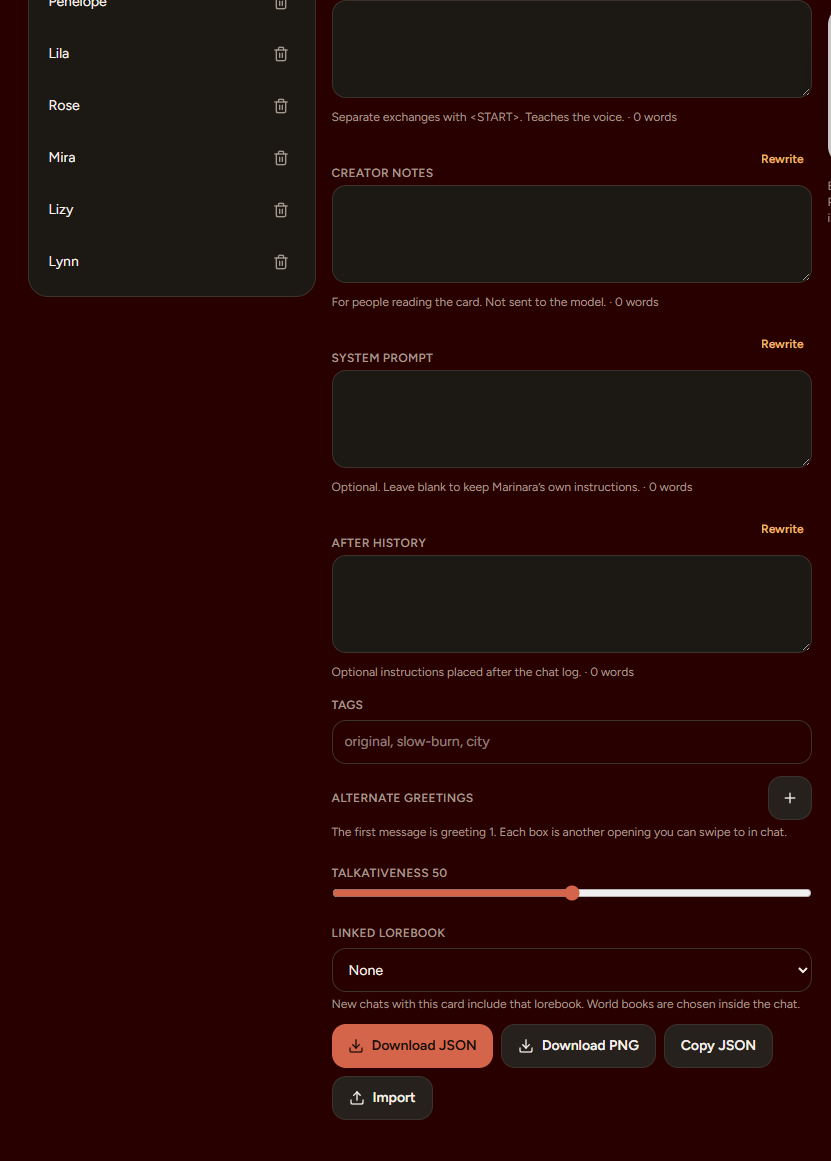 Penelope
Lila
Rose
Mira
Lizy
Lynn
Separate exchanges with <START>. Teaches the voice. · 0 words
Rewrite
CREATOR NOTES
For people reading the card. Not sent to the model. · 0 words
Rewrite
SYSTEM PROMPT
Optional. Leave blank to keep Marinara's own instructions. · 0 words
Rewrite
AFTER HISTORY
Optional instructions placed after the chat log. · 0 words
TAGS
original, slow-burn, city
ALTERNATE GREETINGS
The first message is greeting 1. Each box is another opening you can swipe to in chat.
TALKATIVENESS 50
LINKED LOREBOOK
None
New chats with this card include that lorebook. World books are chosen inside the chat.
Download JSON
Download PNG
Copy JSON
Import